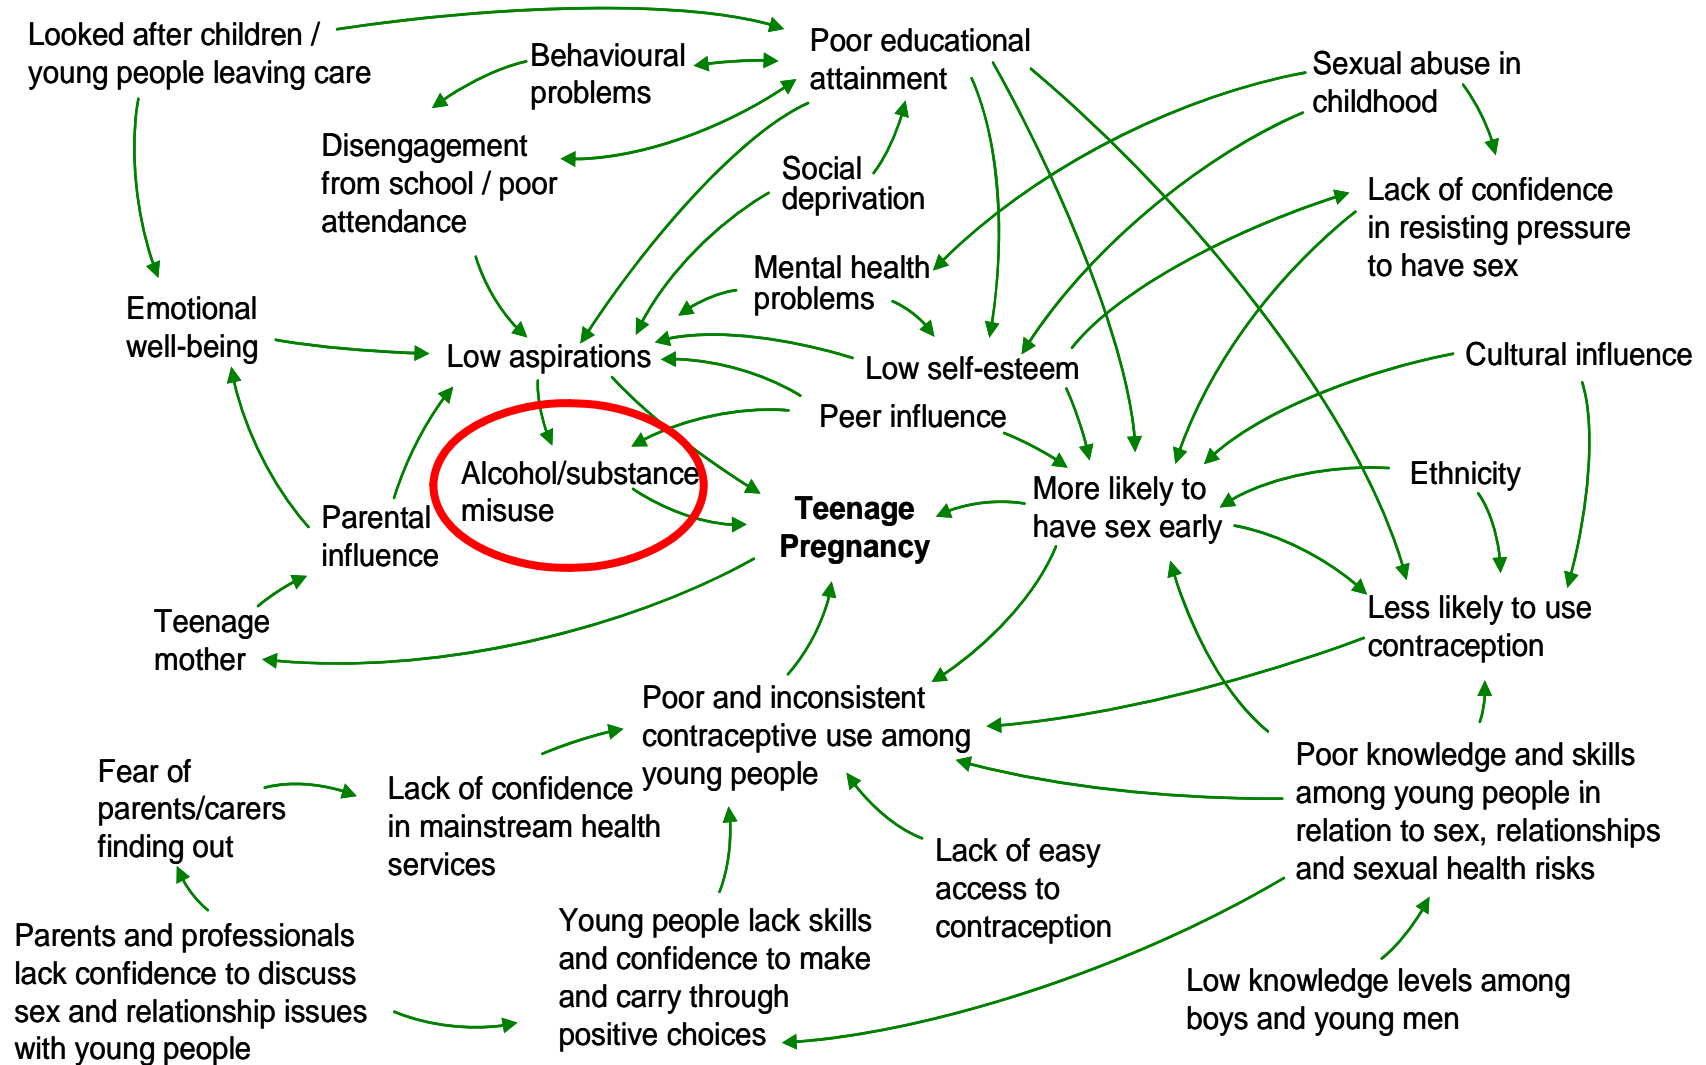 Looked after children /
young people leaving care
Behavioural
problems
Poor educational
attainment
Sexual abuse in
childhood
Disengagement
from school / poor
attendance
Social
deprivation
Lack of confidence
in resisting pressure
to have sex
Mental health
problems
Emotional
well-being
Low aspirations
Low self-esteem
Cultural influence
Peer influence
Alcohol/substance
misuse
Ethnicity
More likely to
have sex early
Teenage
Pregnancy
Parental
influence
Less likely to use
contraception
Teenage
mother
Poor and inconsistent
contraceptive use among
young people
Poor knowledge and skills
among young people in
relation to sex, relationships
and sexual health risks
Fear of
parents/carers
finding out
Lack of confidence
in mainstream health
services
Lack of easy
access to
contraception
Young people lack skills
and confidence to make
and carry through
positive choices
Parents and professionals
lack confidence to discuss
sex and relationship issues
with young people
Low knowledge levels among
boys and young men